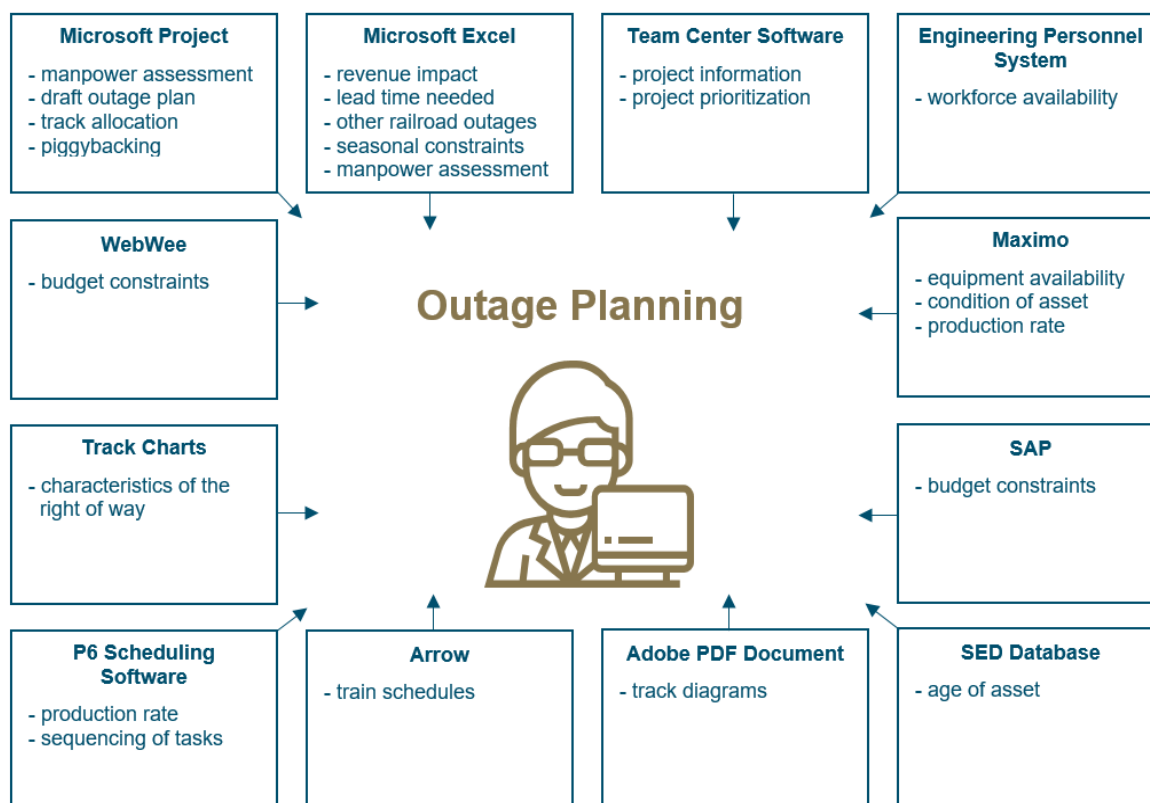 Microsoft Project
- manpower assessment
- draft outage plan
- track allocation
- piggybacking
Microsoft Excel
- revenue impact
- lead time needed
- other railroad outages
- seasonal constraints
- manpower assessment
Team Center Software
- project information
- project prioritization
Engineering Personnel
System
- workforce availability
WebWee
- budget constraints
Outage Planning
Maximo
- equipment availability
- condition of asset
- production rate
Track Charts
- characteristics of the
right of way
SAP
- budget constraints
P6 Scheduling
Software
- production rate
- sequencing of tasks
Arrow
- train schedules
Adobe PDF Document
- track diagrams
SED Database
- age of asset